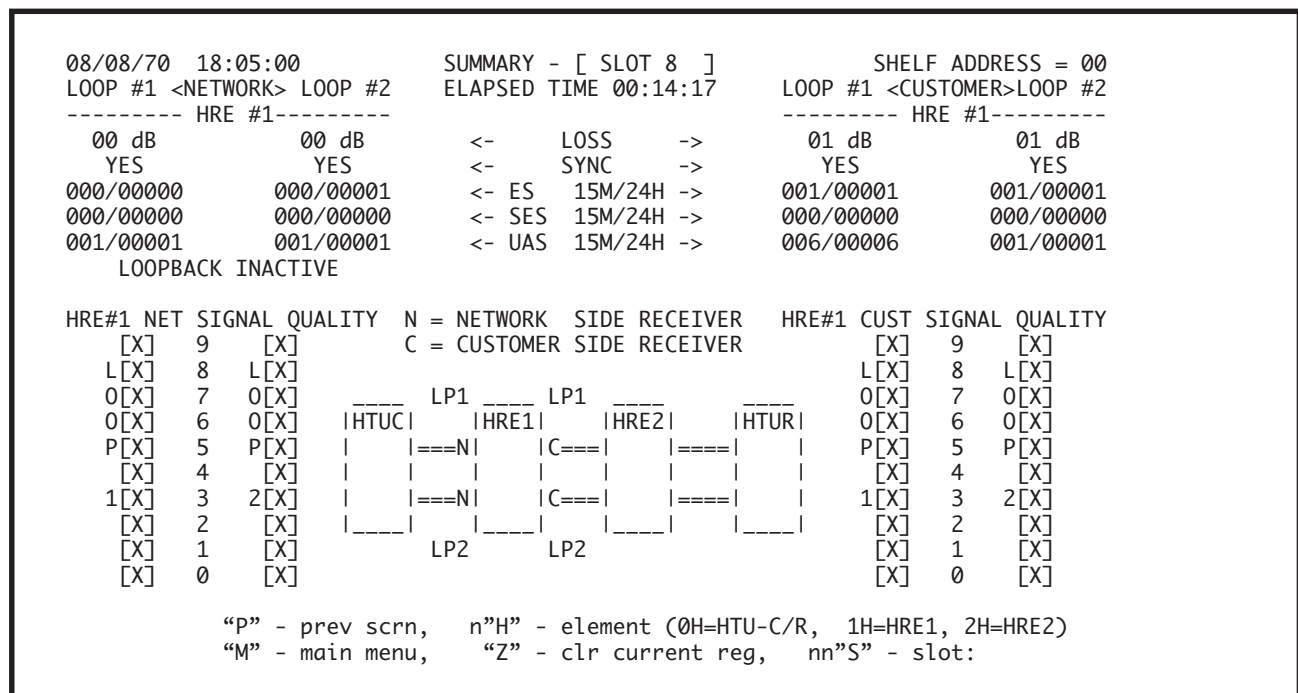 08/08/70  18:05:00           SUMMARY - [ SLOT 8  ]            SHELF ADDRESS = 00
LOOP #1 <NETWORK> LOOP #2    ELAPSED TIME 00:14:17     LOOP #1 <CUSTOMER>LOOP #2
--------- HRE #1---------                              --------- HRE #1---------
  00 dB           00 dB        <-      LOSS     ->       01 dB           01 dB
   YES             YES         <-      SYNC     ->        YES             YES
000/00000      000/00001       <- ES   15M/24H ->      001/00001       001/00001
000/00000      000/00000       <- SES  15M/24H ->      000/00000       000/00000
001/00001      001/00001       <- UAS  15M/24H ->      006/00006       001/00001
    LOOPBACK INACTIVE
HRE#1 NET SIGNAL QUALITY  N = NETWORK  SIDE RECEIVER   HRE#1 CUST SIGNAL QUALITY
    [X]   9    [X]        C = CUSTOMER SIDE RECEIVER          [X]   9    [X]
   L[X]   8   L[X]                                           L[X]   8   L[X]
   O[X]   7   O[X]    ____  LP1 ____ LP1  ____      ____     O[X]   7   O[X]
   O[X]   6   O[X]   |HTUC|    |HRE1|    |HRE2|    |HTUR|    O[X]   6   O[X]
   P[X]   5   P[X]   |    |===N|    |C===|    |====|    |    P[X]   5   P[X]
    [X]   4    [X]   |    |    |    |    |    |    |    |     [X]   4    [X]
   1[X]   3   2[X]   |    |===N|    |C===|    |====|    |    1[X]   3   2[X]
    [X]   2    [X]   |____|    |____|    |____|    |____|     [X]   2    [X]
    [X]   1    [X]          LP2      LP2                      [X]   1    [X]
    [X]   0    [X]                                            [X]   0    [X]
“P” - prev scrn,   n”H” - element (0H=HTU-C/R,  1H=HRE1, 2H=HRE2)
“M” - main menu,    “Z” - clr current reg,   nn”S” - slot: